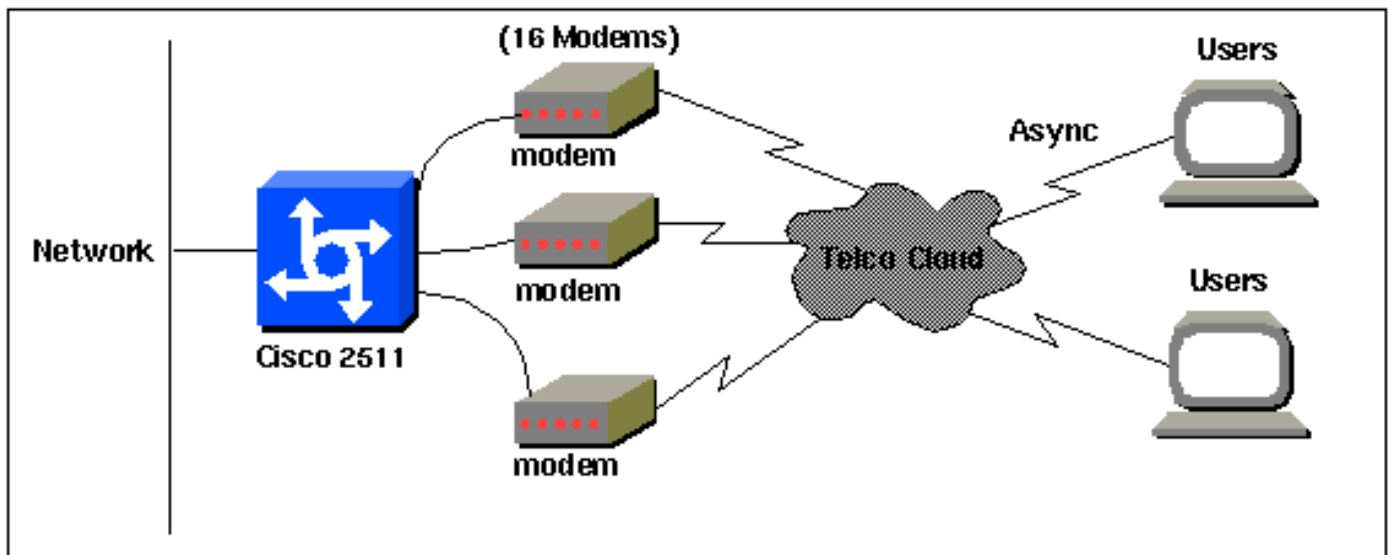 (16 Modems)
Users
Async
modem
Network
Telco Cloud
modem
Users
Cisco 2511
modem